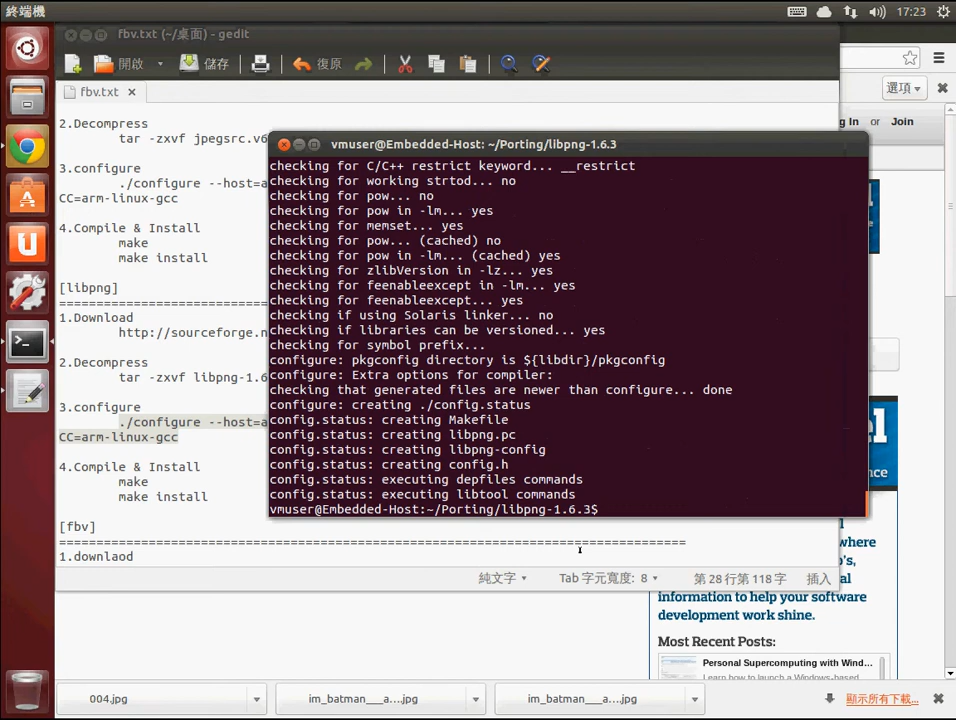 終端機
17:23
fbv.txt (~/桌面) - gedit
開啟
儲存
復原
fbv.txt
選項
2.Decompress
tar -zxvf jpegsrc.v6
3.configure
./configure --host=a
CC=arm-linux-gcc
4.Compile & Install
make
make install
[libpng]
1.Download
http://sourceforge.n
2.Decompress
tar -zxvf libpng-1.6
3.configure
./configure --host=a
CC=arm-linux-gcc
4.Compile & Install
make
make install
[fbv]
================================================================================
1.downlaod
純文字
Tab 字元寬度: 8
第 28 行第 118 字
插入
vmuser@Embedded-Host: ~/Porting/libpng-1.6.3
checking for C/C++ restrict keyword... __restrict
checking for working strtod... no
checking for pow... no
checking for pow in -lm... yes
checking for memset... yes
checking for pow... (cached) no
checking for pow in -lm... (cached) yes
checking for zlibVersion in -lz... yes
checking for feenableexcept in -lm... yes
checking for feenableexcept... yes
checking if using Solaris linker... no
checking if libraries can be versioned... yes
checking for symbol prefix...
configure: pkgconfig directory is ${libdir}/pkgconfig
configure: Extra options for compiler:
checking that generated files are newer than configure... done
configure: creating ./config.status
config.status: creating Makefile
config.status: creating libpng.pc
config.status: creating libpng-config
config.status: creating config.h
config.status: executing depfiles commands
config.status: executing libtool commands
vmuser@Embedded-Host:~/Porting/libpng-1.6.3$
g In or Join
el
nce
l
where
o's,
al
information to help your software
development work shine.
Most Recent Posts:
Personal Supercomputing with Wind...
Learn how to launch a Windows-based
004.jpg
im_batman___a....jpg
im_batman___a....jpg
顯示所有下載...